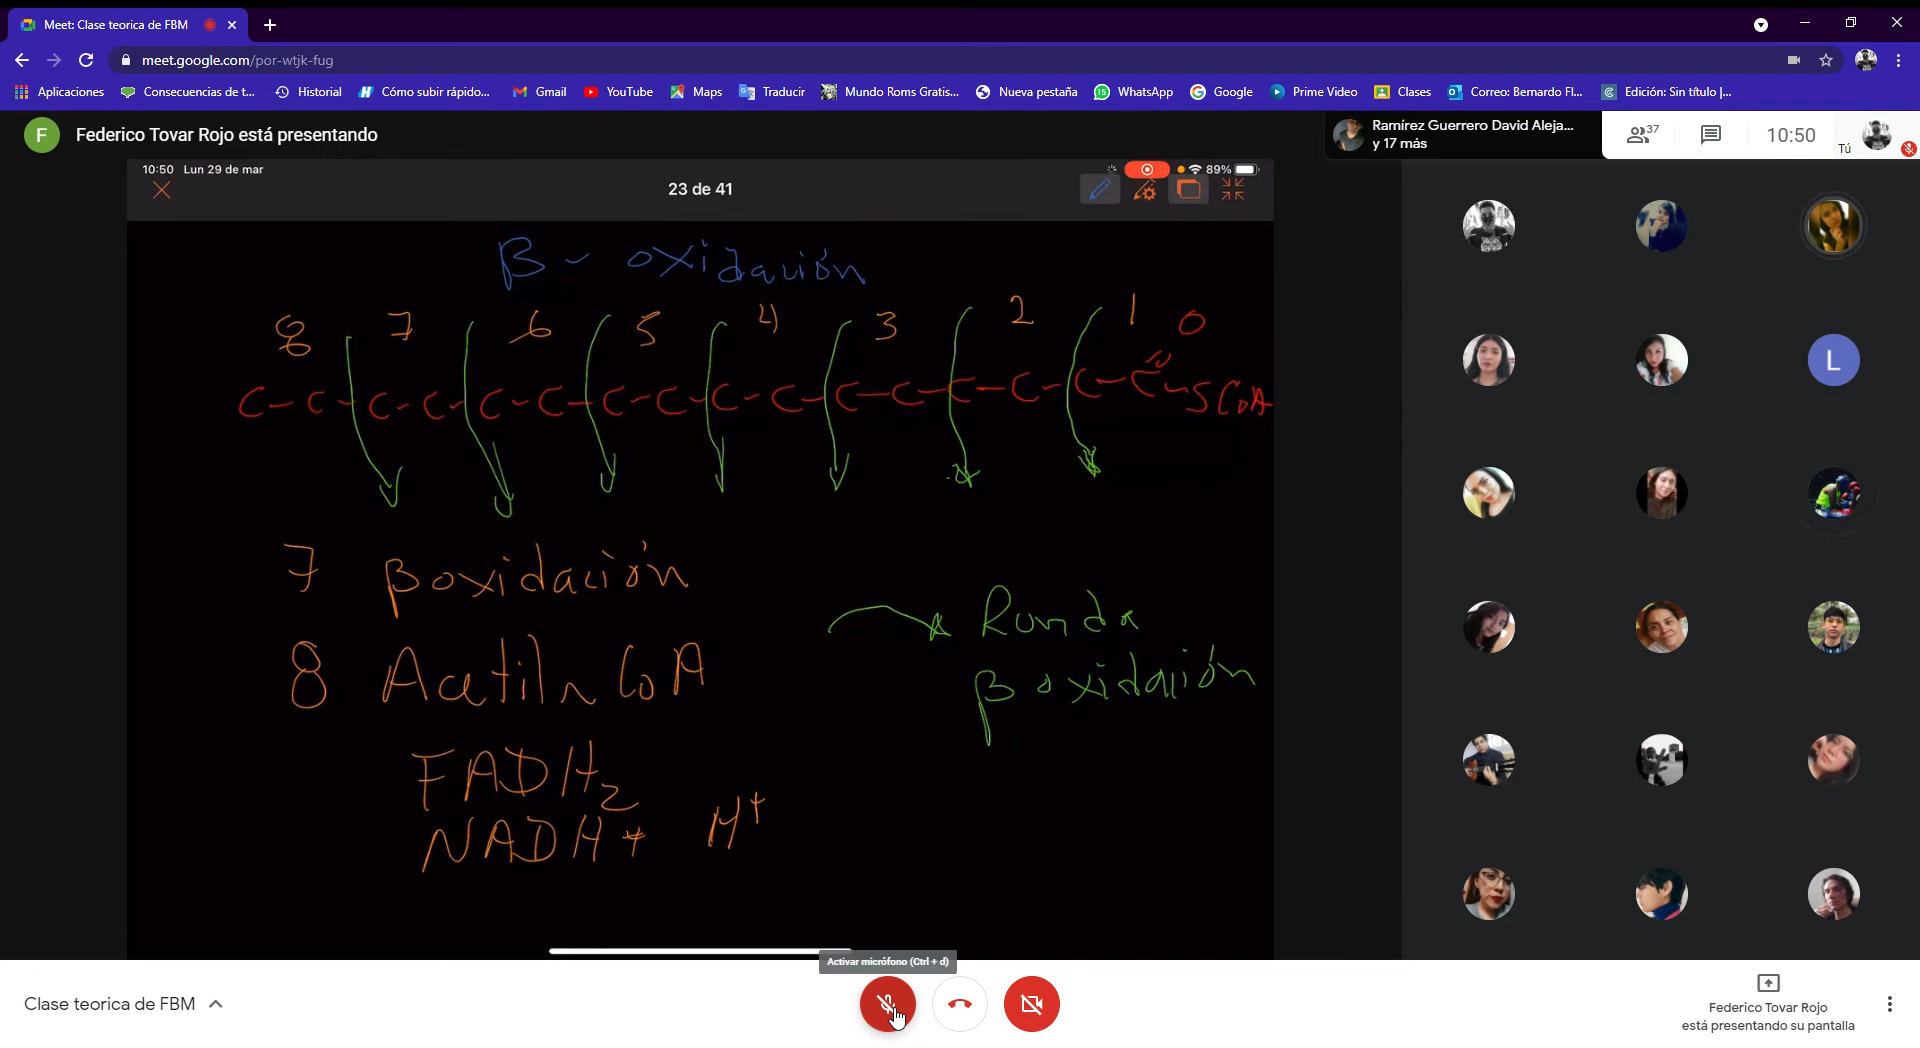 Meet: Clase teorica de FBM
meet.google.com/por-wtjk-fug
Aplicaciones Consecuencias de t... Historial Cómo subir rápido... Gmail YouTube Maps Traducir Mundo Roms Gratis... Nueva pestaña WhatsApp Google Prime Video Clases Correo: Bernardo Fl... Edición: Sin título |...
F Federico Tovar Rojo está presentando
Ramírez Guerrero David Aleja...
y 17 más
37
10:50
Tú
10:50 Lun 29 de mar
89%
23 de 41
β - oxidación
8 7 6 5 4 3 2 1 O
C-C-C-C-C-C-C-C-C-C-C-C-C-C-C-C~SCoA
7 βoxidación
8 Acetil~CoA
Ronda
βoxidación
FADH2
NADH+ H+
L
Activar micrófono (Ctrl + d)
Clase teorica de FBM
Federico Tovar Rojo
está presentando su pantalla